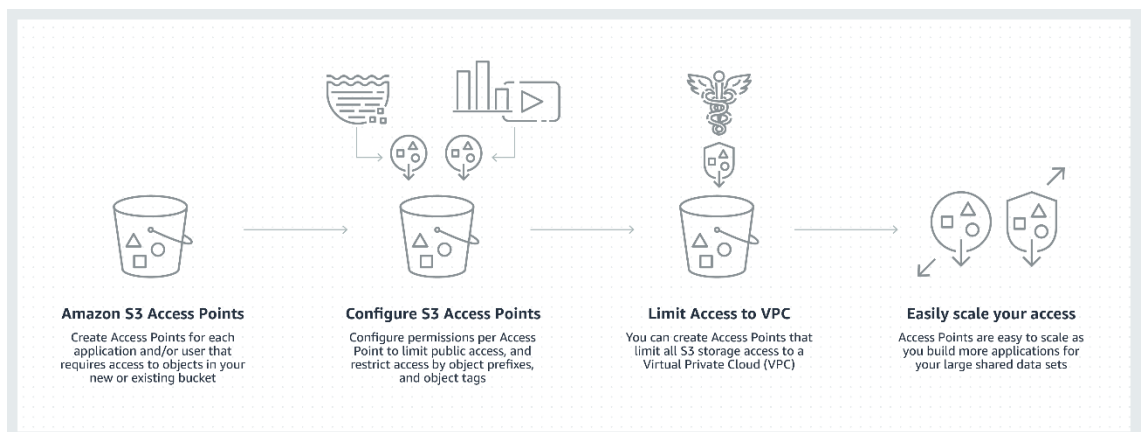 Amazon S3 Access Points
Create Access Points for each
application and/or user that
requires access to objects in your
new or existing bucket
Configure S3 Access Points
Configure permissions per Access
Point to limit public access, and
restrict access by object prefixes,
and object tags
Limit Access to VPC
You can create Access Points that
limit all S3 storage access to a
Virtual Private Cloud (VPC)
Easily scale your access
Access Points are easy to scale as
you build more applications for
your large shared data sets